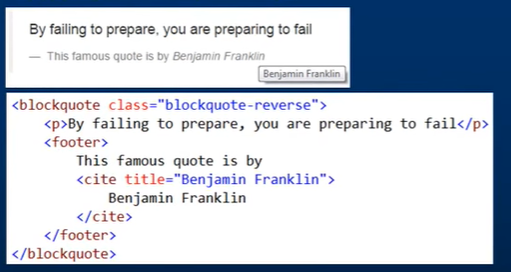 By failing to prepare, you are preparing to fail
— This famous quote is by Benjamin Franklin
Benjamin Franklin
<blockquote class="blockquote-reverse">
    <p>By failing to prepare, you are preparing to fail</p>
    <footer>
        This famous quote is by
        <cite title="Benjamin Franklin">
            Benjamin Franklin
        </cite>
    </footer>
</blockquote>